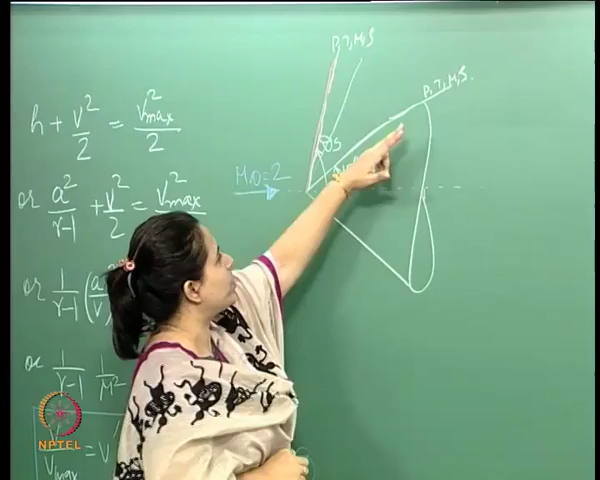 h + V²/2 = V²max/2
or a²/γ-1 + V²/2 = V²max
or 1/γ-1 (a/V)
or 1/γ-1 1/M²
V/Vmax = V
P, T, M, S
P, T, M, S.
θs
M.0 = 2
NPTEL